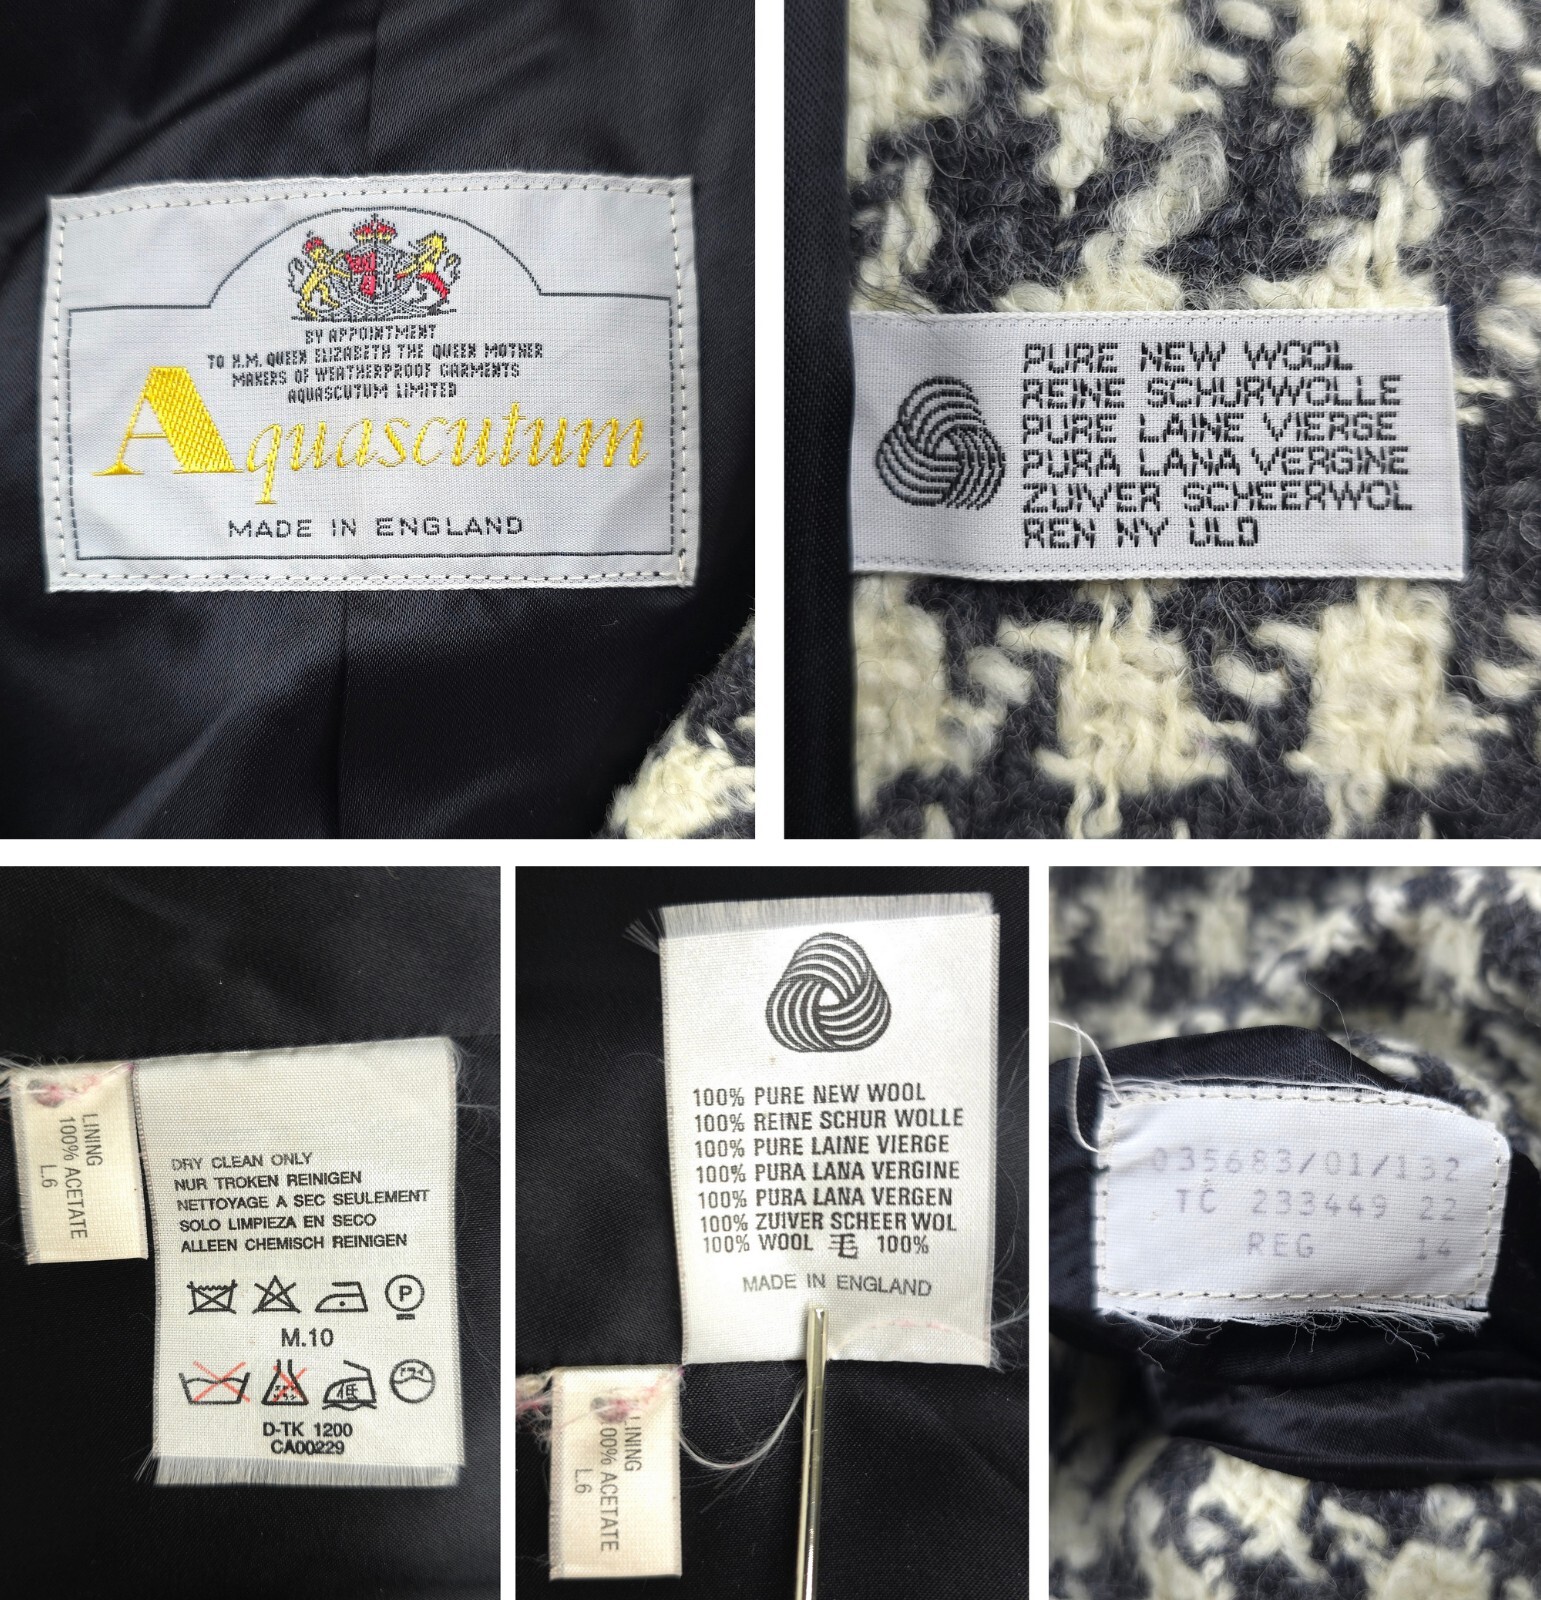 BY APPOINTMENT
TO H.M. QUEEN ELIZABETH THE QUEEN MOTHER
MAKERS OF WEATHERPROOF GARMENTS
AQUASCUTUM LIMITED
Aquascutum
MADE IN ENGLAND
PURE NEW WOOL
REINE SCHURWOLLE
PURE LAINE VIERGE
PURA LANA VERGINE
ZUIVER SCHEERWOL
REN NY ULD
LINING
100% ACETATE
L.6
DRY CLEAN ONLY
NUR TROKEN REINIGEN
NETTOYAGE A SEC SEULEMENT
SOLO LIMPIEZA EN SECO
ALLEEN CHEMISCH REINIGEN
P
M.10
低
D-TK 1200
CA00229
100% PURE NEW WOOL
100% REINE SCHUR WOLLE
100% PURE LAINE VIERGE
100% PURA LANA VERGINE
100% PURA LANA VERGEN
100% ZUIVER SCHEER WOL
100% WOOL 毛 100%
MADE IN ENGLAND
LINING
00% ACETATE
L.6
035683/01/132
TC 233449 22
REG 14